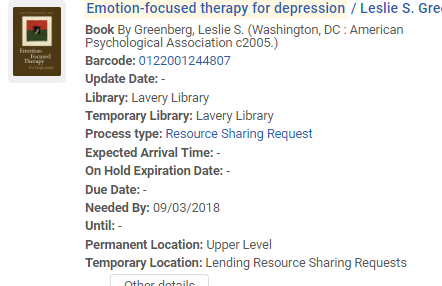 Emotion-focused therapy for depression / Leslie S. Gre
Book By Greenberg, Leslie S. (Washington, DC : American
Psychological Association c2005.)
Barcode: 0122001244807
Update Date: -
Library: Lavery Library
Temporary Library: Lavery Library
Process type: Resource Sharing Request
Expected Arrival Time: -
On Hold Expiration Date: -
Due Date: -
Needed By: 09/03/2018
Until: -
Permanent Location: Upper Level
Temporary Location: Lending Resource Sharing Requests
Other details
Emotion-
Focused
Therapy